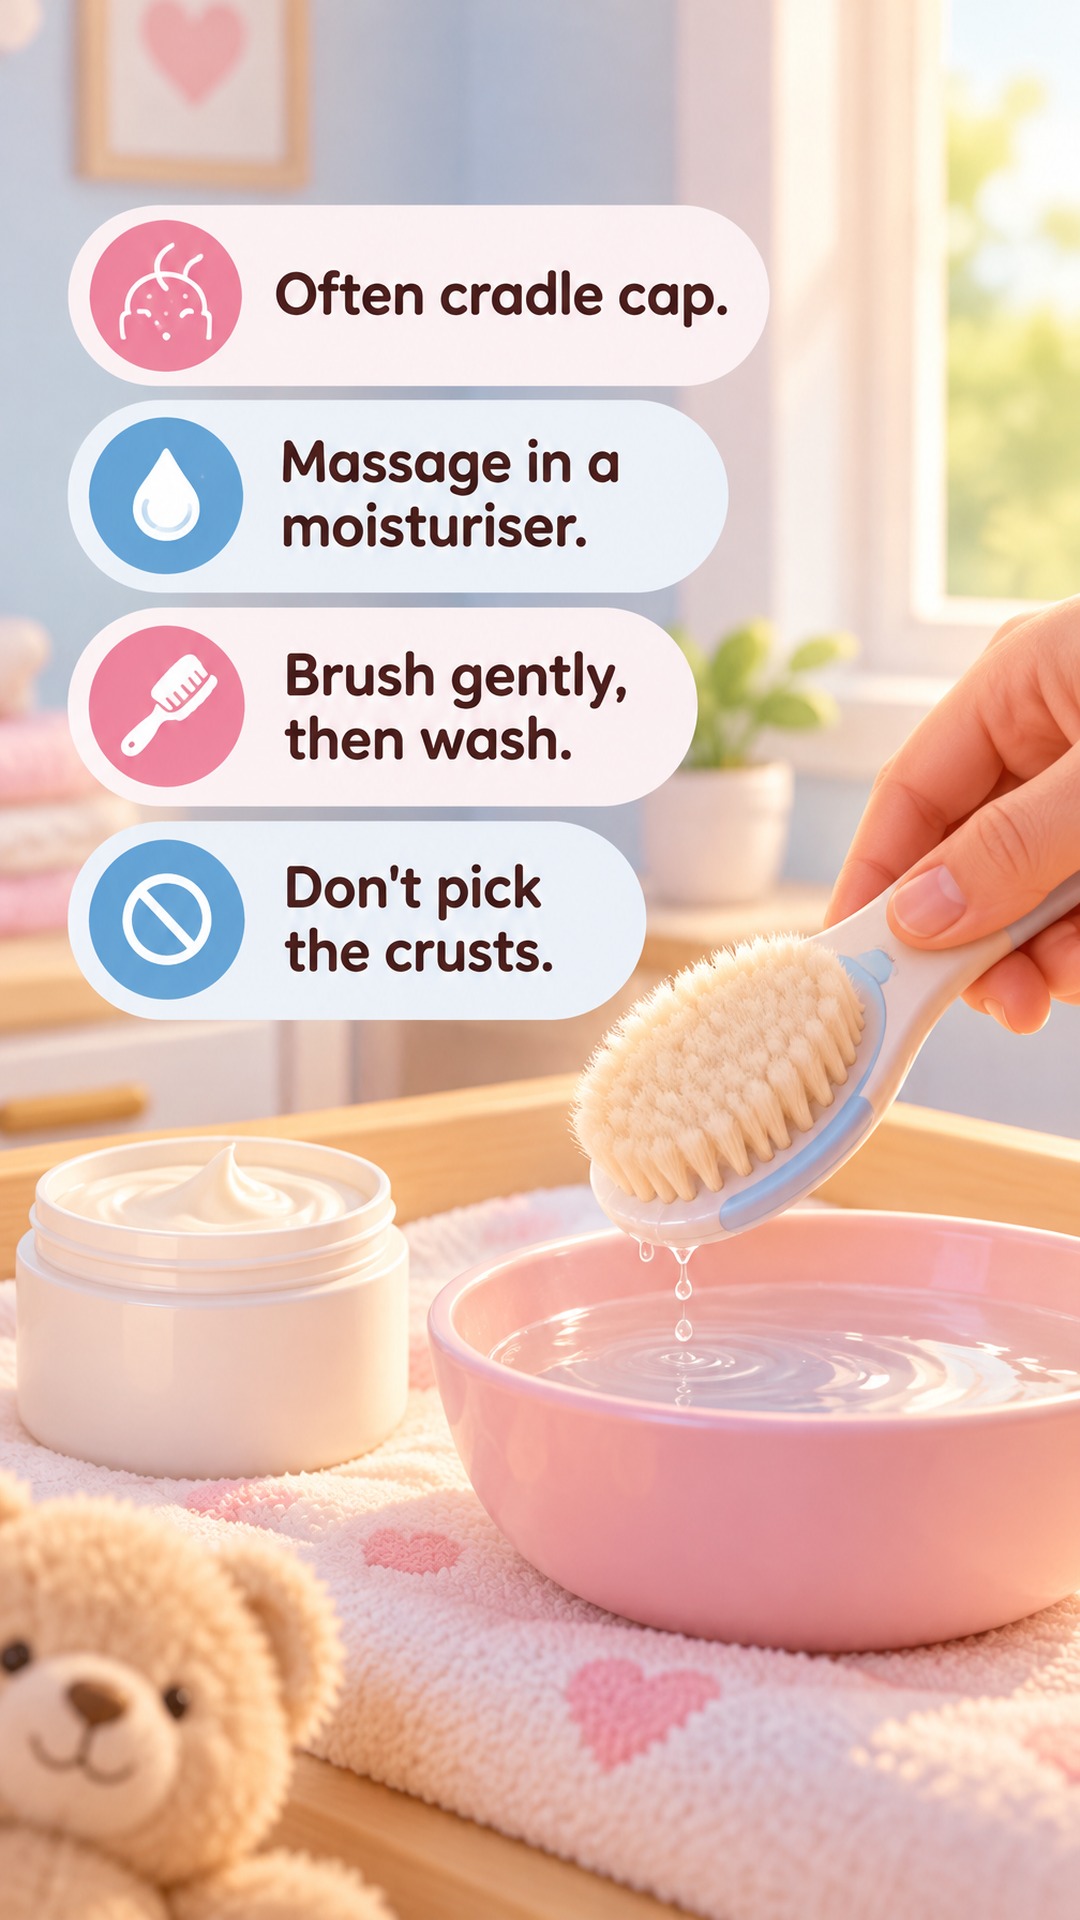 Often cradle cap.
Massage in a
moisturiser.
Brush gently,
then wash.
Don't pick
the crusts.